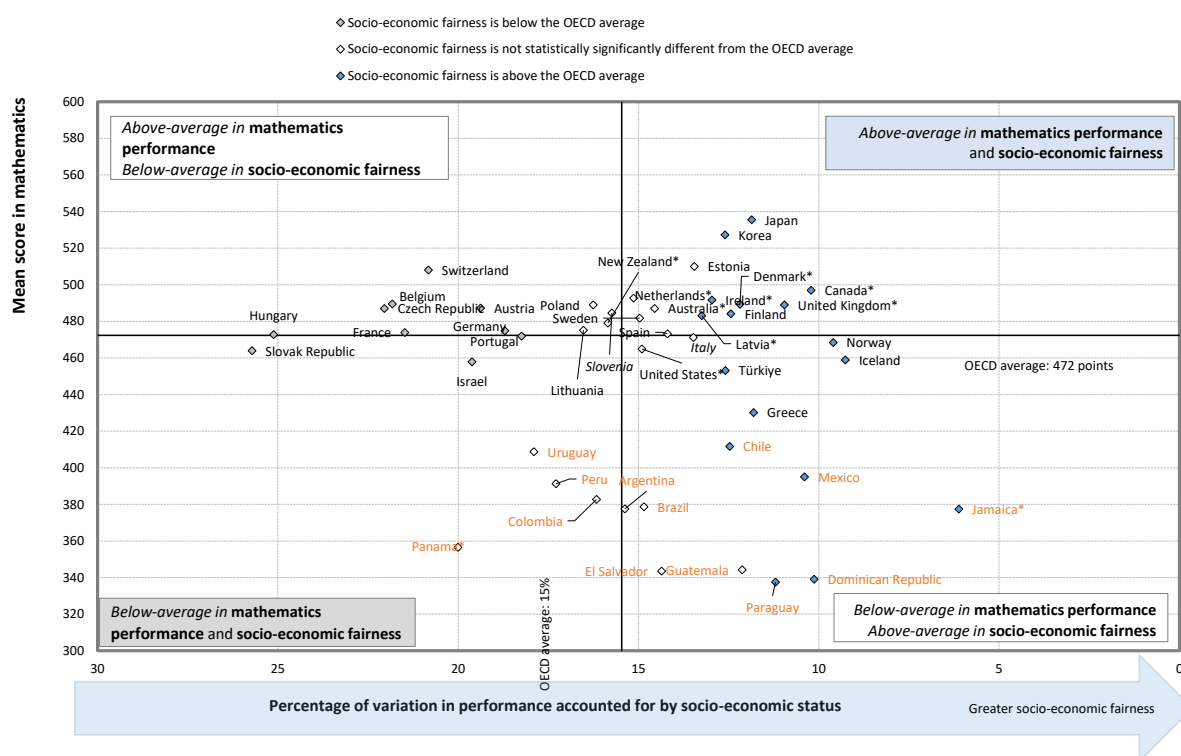 Socio-economic fairness is below the OECD average
Socio-economic fairness is not statistically significantly different from the OECD average
Socio-economic fairness is above the OECD average
Mean score in mathematics
600
580
560
540
520
500
480
460
440
420
400
380
360
340
320
300
Above-average in mathematics
performance
Below-average in socio-economic fairness
Above-average in mathematics performance
and socio-economic fairness
Japan
Korea
New Zealand*
Estonia
Switzerland
Denmark*
Canada*
Belgium
Netherlands*
Ireland*
United Kingdom*
Czech Republic
Austria
Poland
Australia*
Hungary
Sweden
Finland
France
Germany
Spain
Portugal
Latvia*
Italy
Norway
Slovak Republic
Slovenia
Iceland
OECD average: 472 points
Israel
Lithuania
United States*
Türkiye
Greece
Chile
Uruguay
Peru
Argentina
Mexico
Colombia
Brazil
Jamaica*
Panama*
El Salvador
Guatemala
Dominican Republic
Paraguay
OECD average: 15%
Below-average in mathematics
performance and socio-economic fairness
Below-average in mathematics performance
Above-average in socio-economic fairness
30
25
20
15
10
5
0
Percentage of variation in performance accounted for by socio-economic status
Greater socio-economic fairness